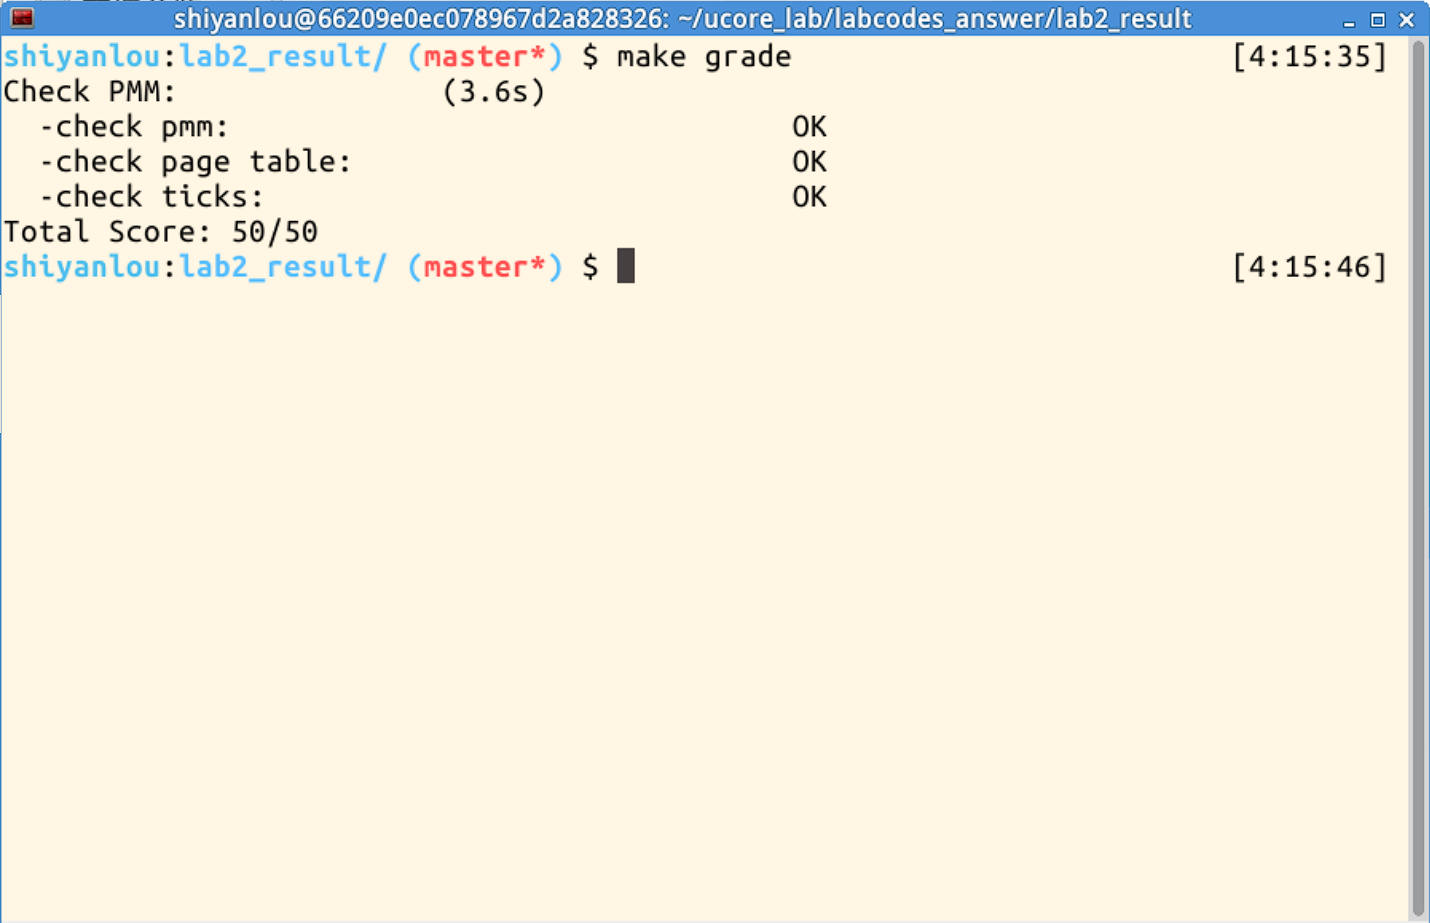 shiyanlou@66209e0ec078967d2a828326: ~/ucore_lab/labcodes_answer/lab2_result
shiyanlou:lab2_result/ (master*) $ make grade [4:15:35]
Check PMM: (3.6s)
-check pmm: OK
-check page table: OK
-check ticks: OK
Total Score: 50/50
shiyanlou:lab2_result/ (master*) $ [4:15:46]